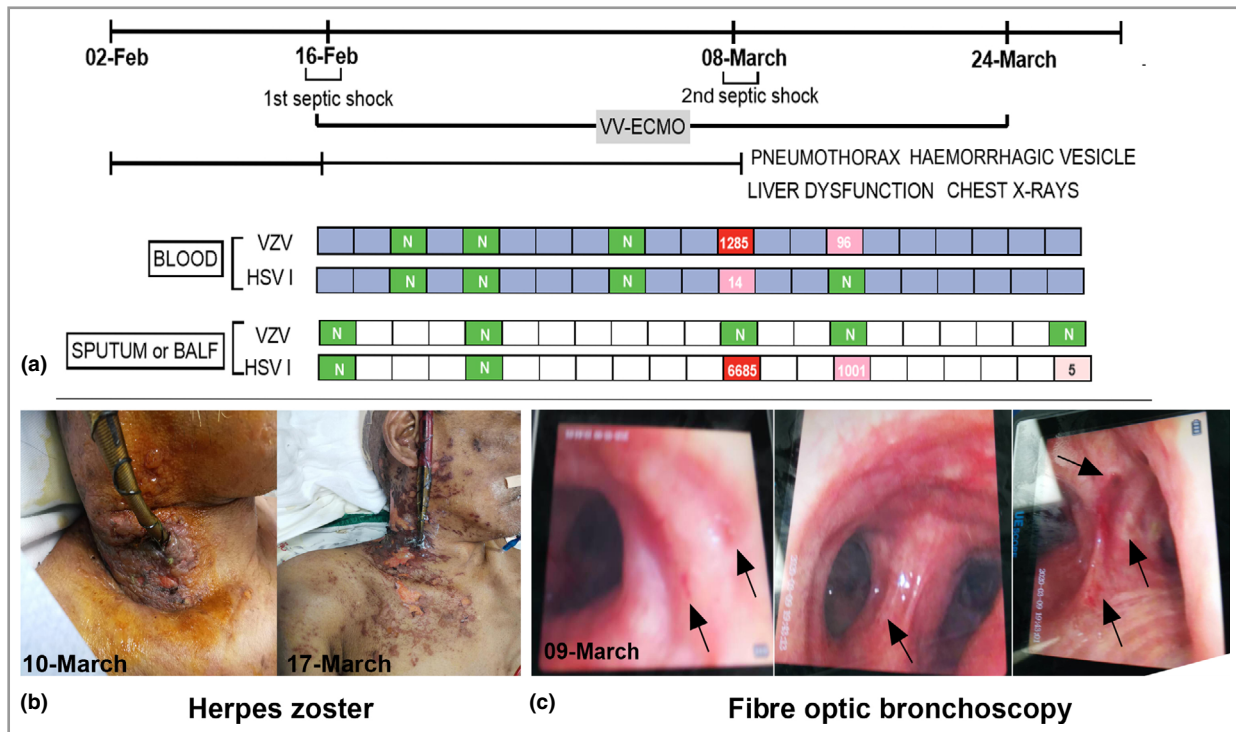 02-Feb 16-Feb 08-March 24-March
1st septic shock 2nd septic shock
VV-ECMO
PNEUMOTHORAX HAEMORRHAGIC VESICLE
LIVER DYSFUNCTION CHEST X-RAYS
BLOOD
VZV N N N 1285 96
HSV I N N N 14 N
SPUTUM or BALF
VZV N N N N N
HSV I N N 6685 1001 5
(a)
10-March 17-March 09-March
(b) Herpes zoster (c) Fibre optic bronchoscopy